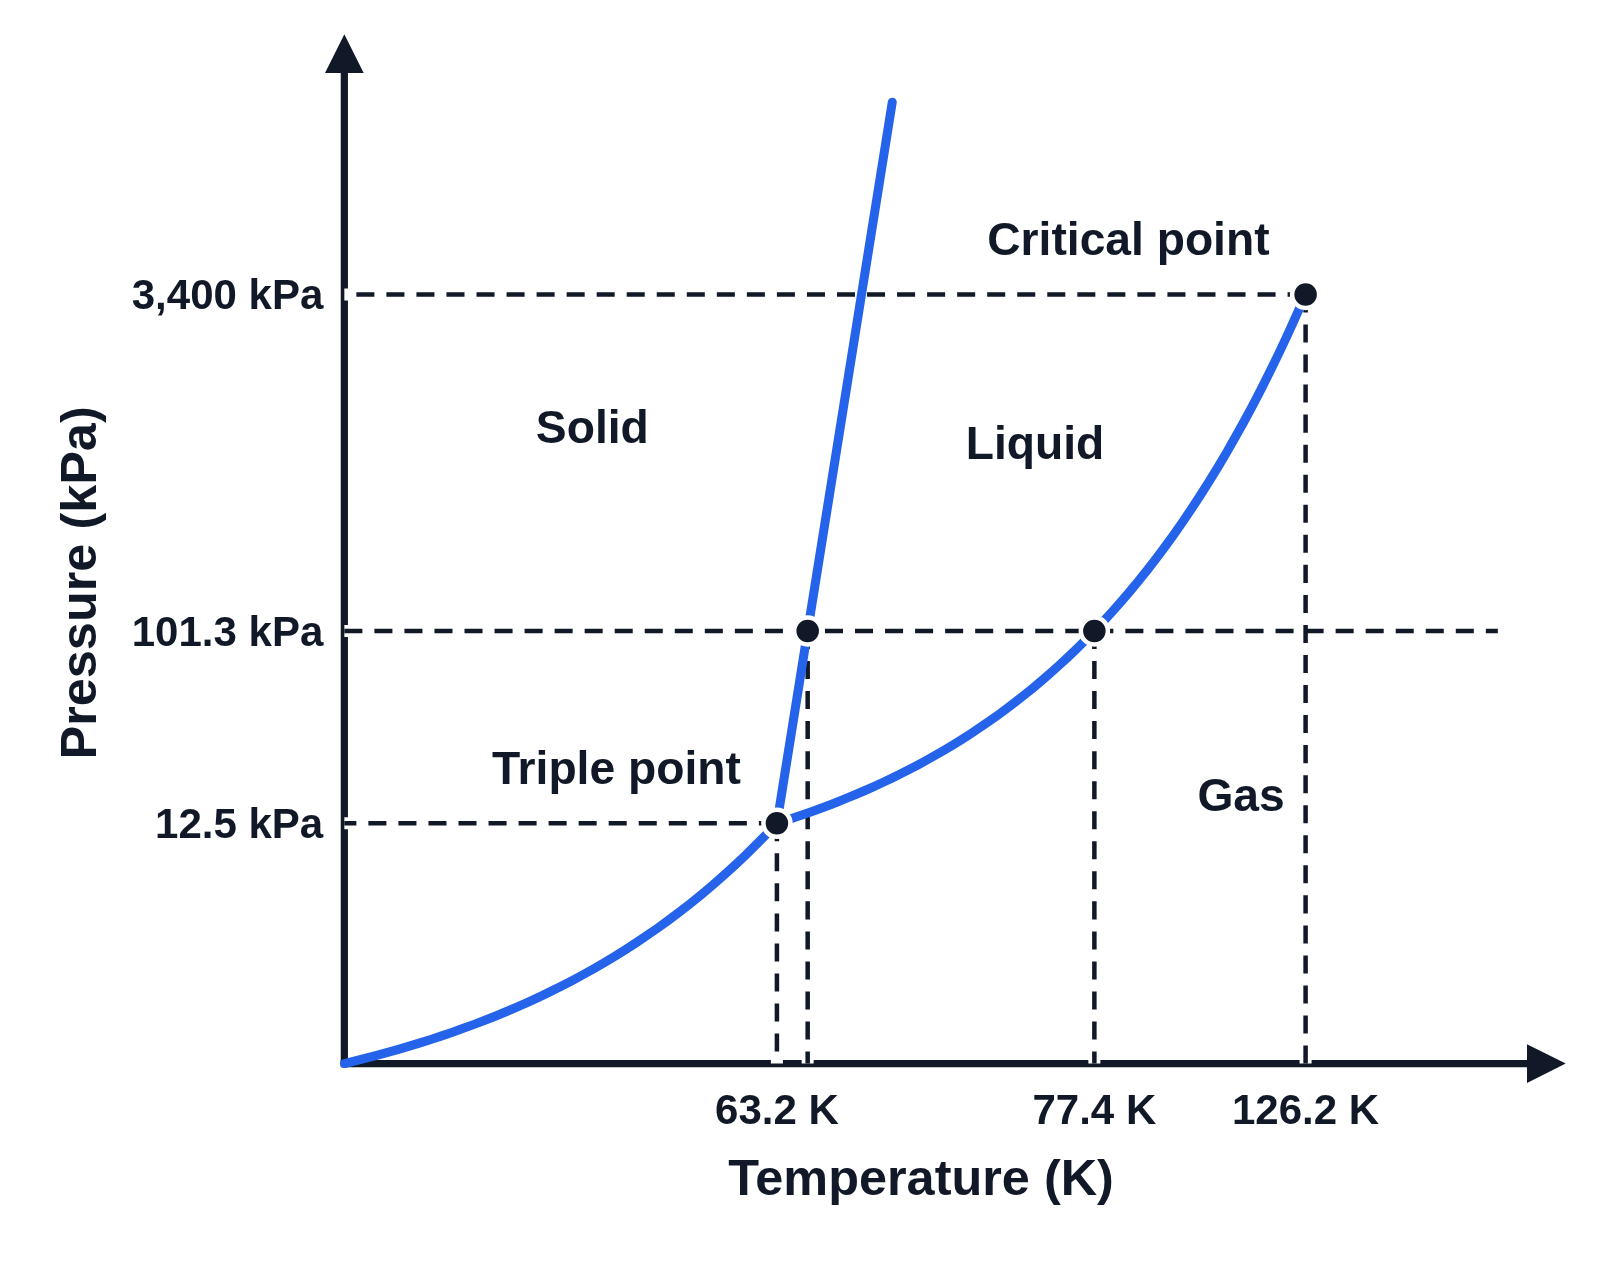 Critical point
3,400 kPa
Solid
Liquid
Pressure (kPa)
101.3 kPa
Triple point
Gas
12.5 kPa
63.2 K
77.4 K
126.2 K
Temperature (K)